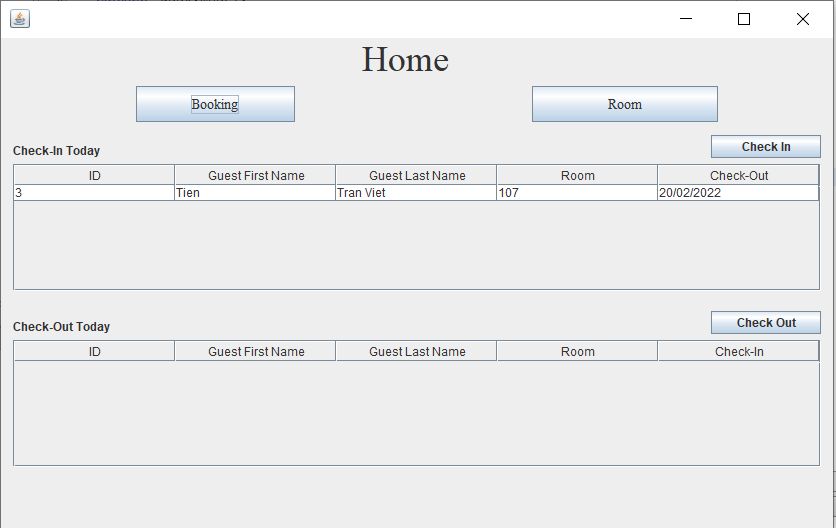 Home
Booking Room
Check-In Today Check In
ID Guest First Name Guest Last Name Room Check-Out
3 Tien Tran Viet 107 20/02/2022
Check-Out Today Check Out
ID Guest First Name Guest Last Name Room Check-In